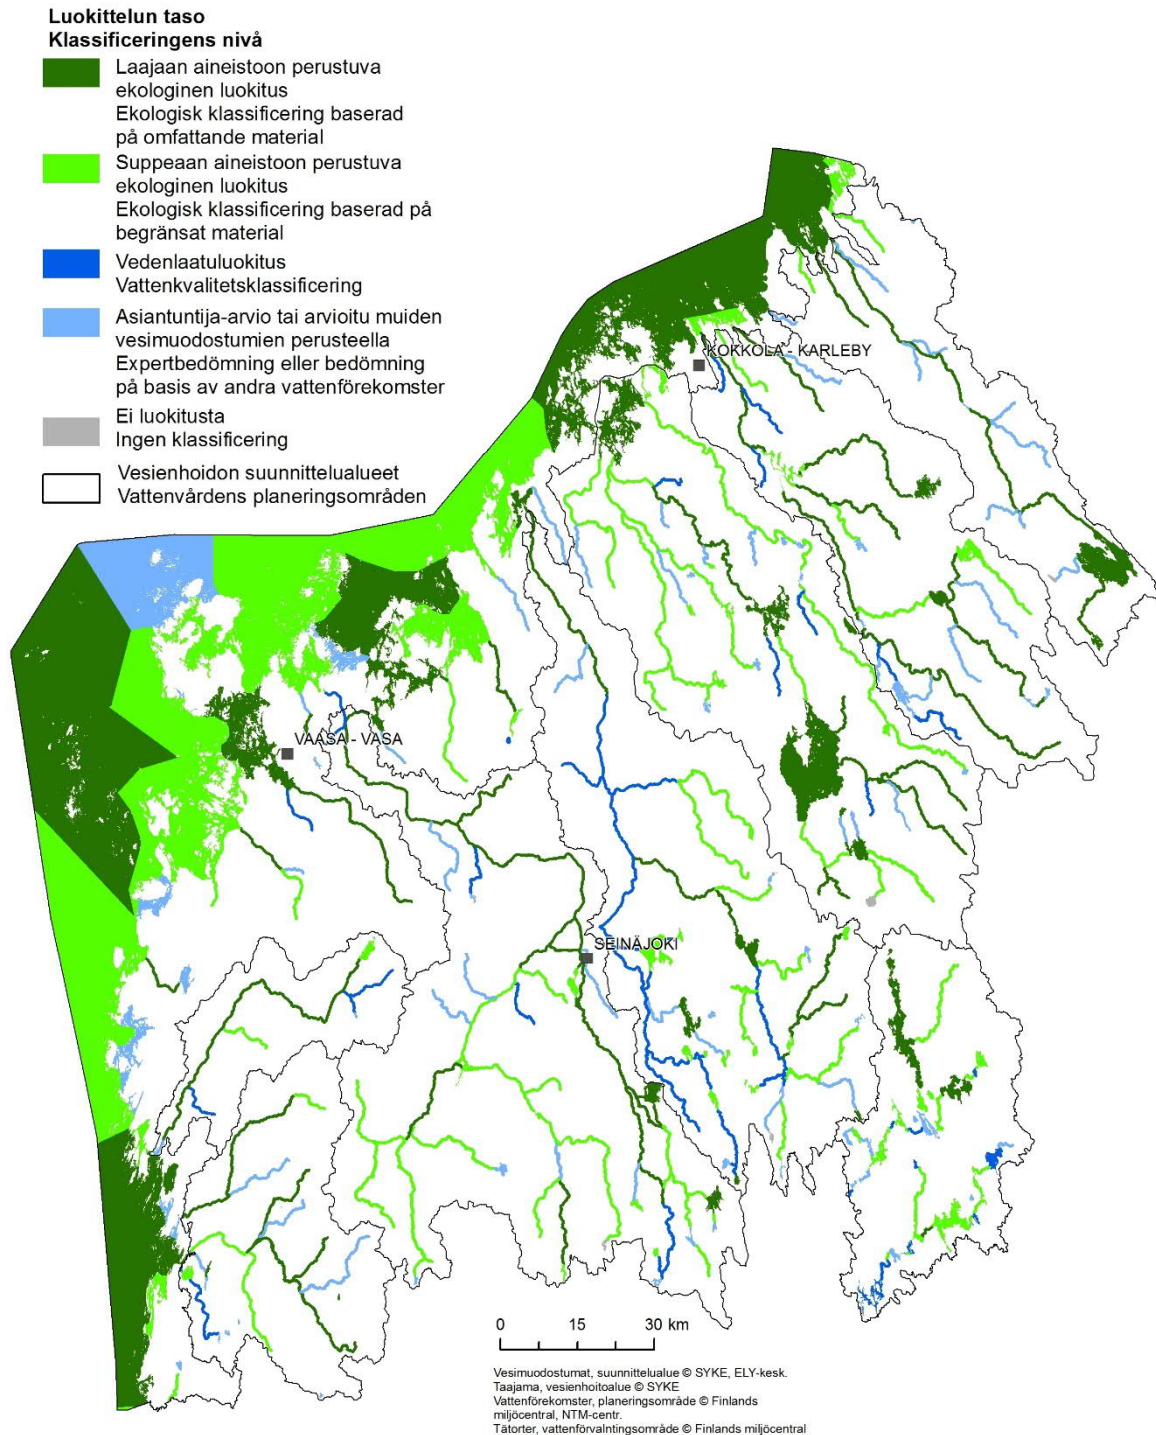 Luokittelun taso
Klassificeringens nivå
Laajaan aineistoon perustuva
ekologinen luokitus
Ekologisk klassificering baserad
på omfattande material
Suppeaan aineistoon perustuva
ekologinen luokitus
Ekologisk klassificering baserad på
begränsat material
Vedenlaatuluokitus
Vattenkvalitetsklassificering
Asiantuntija-arvio tai arvioitu muiden
vesimuodostumien perusteella
Expertbedömning eller bedömning
på basis av andra vattenförekomster
Ei luokitusta
Ingen klassificering
Vesienhoidon suunnittelualueet
Vattenvårdens planeringsområden
KOKKOLA - KARLEBY
VAASA - VASA
SEINÄJOKI
0 15 30 km
Vesimuodostumat, suunnittelualue © SYKE, ELY-kesk.
Taajama, vesienhoitoalue © SYKE
Vattenförekomster, planeringsområde © Finlands
miljöcentral, NTM-centr.
Tätorter, vattenförvalntingsområde © Finlands miljöcentral